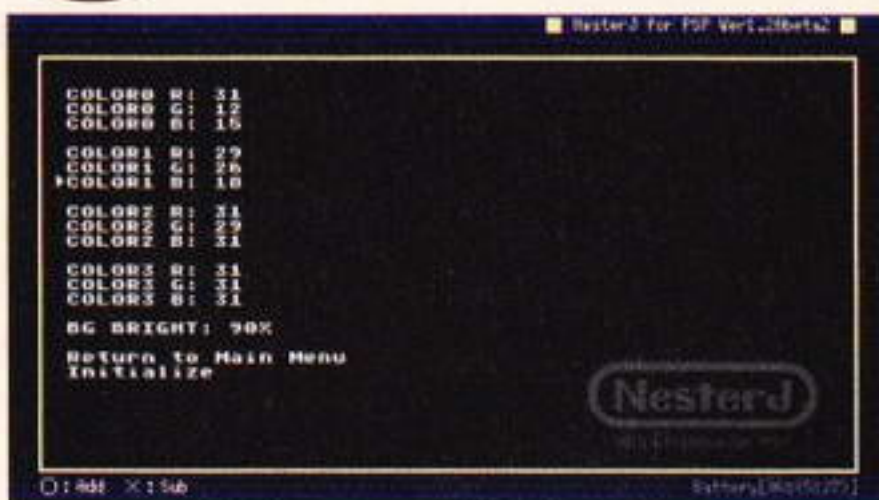 NesterJ for PSP Ver1.20beta2
COLOR0 R: 31
COLOR0 G: 12
COLOR0 B: 15
COLOR1 R: 29
COLOR1 G: 26
COLOR1 B: 18
COLOR2 R: 31
COLOR2 G: 29
COLOR2 B: 31
COLOR3 R: 31
COLOR3 G: 31
COLOR3 B: 31
BG BRIGHT: 90%
Return to Main Menu
Initialize
NesterJ
○:Add ×:Sub